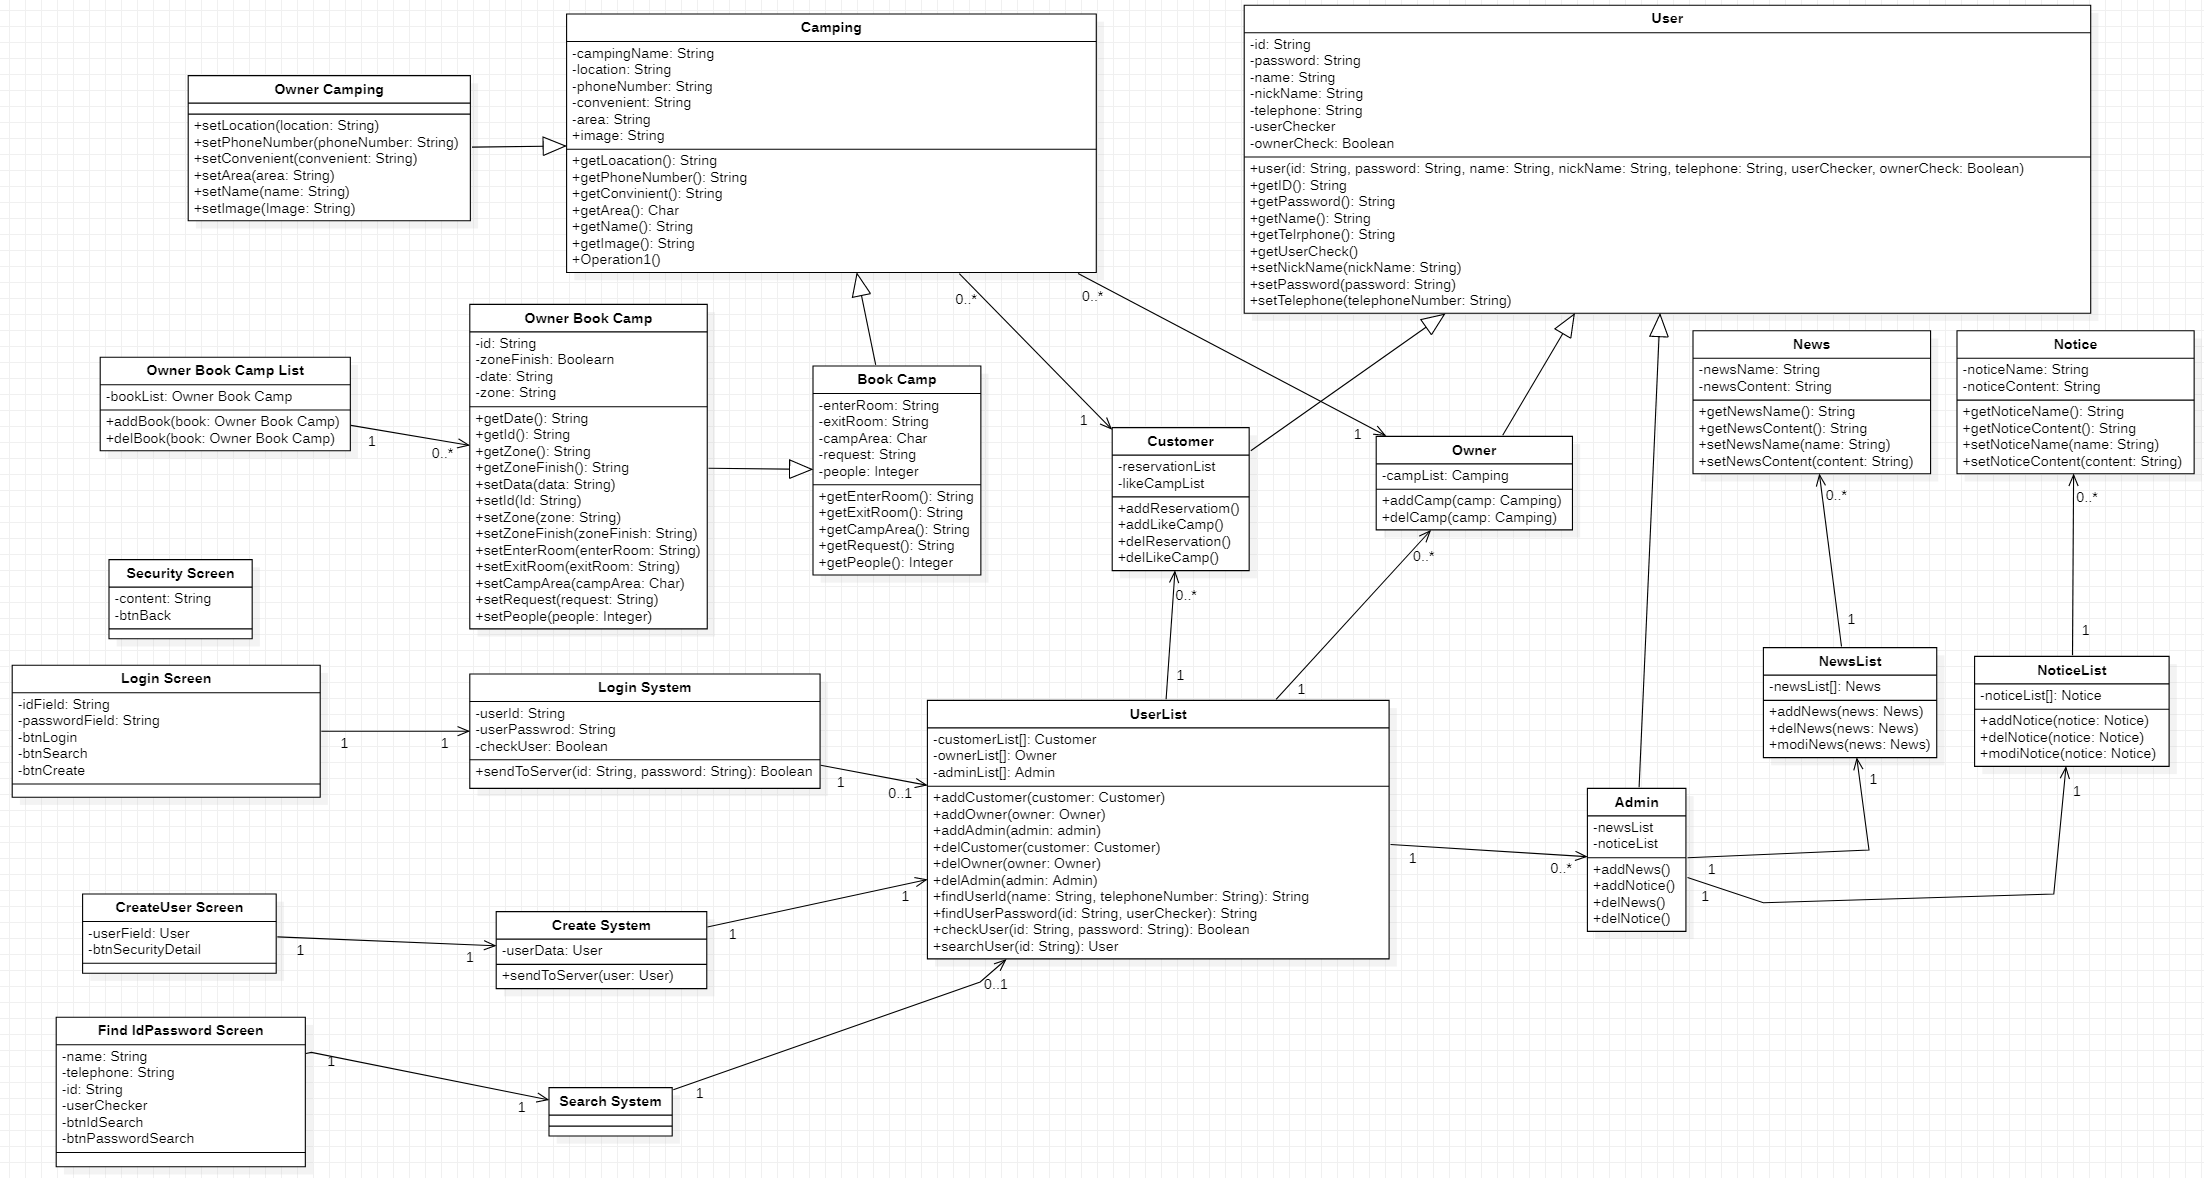 Camping
-campingName: String
-location: String
-phoneNumber: String
-convenient: String
-area: String
+image: String
+getLoacation(): String
+getPhoneNumber(): String
+getConvinient(): String
+getArea(): Char
+getName(): String
+getImage(): String
+Operation1()
User
-id: String
-password: String
-name: String
-nickName: String
-telephone: String
-userChecker
-ownerCheck: Boolean
+user(id: String, password: String, name: String, nickName: String, telephone: String, userChecker, ownerCheck: Boolean)
+getID(): String
+getPassword(): String
+getName(): String
+getTelrphone(): String
+getUserCheck()
+setNickName(nickName: String)
+setPassword(password: String)
+setTelephone(telephoneNumber: String)
Owner Camping
+setLocation(location: String)
+setPhoneNumber(phoneNumber: String)
+setConvenient(convenient: String)
+setArea(area: String)
+setName(name: String)
+setImage(Image: String)
0..*
0..*
Owner Book Camp List
-bookList: Owner Book Camp
+addBook(book: Owner Book Camp)
+delBook(book: Owner Book Camp)
1
0..*
Owner Book Camp
-id: String
-zoneFinish: Boolearn
-date: String
-zone: String
+getDate(): String
+getId(): String
+getZone(): String
+getZoneFinish(): String
+setData(data: String)
+setId(Id: String)
+setZone(zone: String)
+setZoneFinish(zoneFinish: String)
+setEnterRoom(enterRoom: String)
+setExitRoom(exitRoom: String)
+setCampArea(campArea: Char)
+setRequest(request: String)
+setPeople(people: Integer)
Book Camp
-enterRoom: String
-exitRoom: String
-campArea: Char
-request: String
-people: Integer
+getEnterRoom(): String
+getExitRoom(): String
+getCampArea(): String
+getRequest(): String
+getPeople(): Integer
1
Customer
-reservationList
-likeCampList
+addReservatiom()
+addLikeCamp()
+delReservation()
+delLikeCamp()
0..*
1
1
Owner
-campList: Camping
+addCamp(camp: Camping)
+delCamp(camp: Camping)
0..*
1
News
-newsName: String
-newsContent: String
+getNewsName(): String
+getNewsContent(): String
+setNewsName(name: String)
+setNewsContent(content: String)
0..*
1
Notice
-noticeName: String
-noticeContent: String
+getNoticeName(): String
+getNoticeContent(): String
+setNoticeName(name: String)
+setNoticeContent(content: String)
0..*
1
Security Screen
-content: String
-btnBack
Login Screen
-idField: String
-passwordField: String
-btnLogin
-btnSearch
-btnCreate
1
1
Login System
-userId: String
-userPasswrod: String
-checkUser: Boolean
+sendToServer(id: String, password: String): Boolean
1
0..1
UserList
-customerList[]: Customer
-ownerList[]: Owner
-adminList[]: Admin
+addCustomer(customer: Customer)
+addOwner(owner: Owner)
+addAdmin(admin: admin)
+delCustomer(customer: Customer)
+delOwner(owner: Owner)
+delAdmin(admin: Admin)
+findUserId(name: String, telephoneNumber: String): String
+findUserPassword(id: String, userChecker): String
+checkUser(id: String, password: String): Boolean
+searchUser(id: String): User
1
0..*
Admin
-newsList
-noticeList
+addNews()
+addNotice()
+delNews()
+delNotice()
1
1
NewsList
-newsList[]: News
+addNews(news: News)
+delNews(news: News)
+modiNews(news: News)
1
NoticeList
-noticeList[]: Notice
+addNotice(notice: Notice)
+delNotice(notice: Notice)
+modiNotice(notice: Notice)
1
CreateUser Screen
-userField: User
-btnSecurityDetail
1
1
Create System
-userData: User
+sendToServer(user: User)
1
1
Find IdPassword Screen
-name: String
-telephone: String
-id: String
-userChecker
-btnIdSearch
-btnPasswordSearch
1
1
Search System
1
0..1